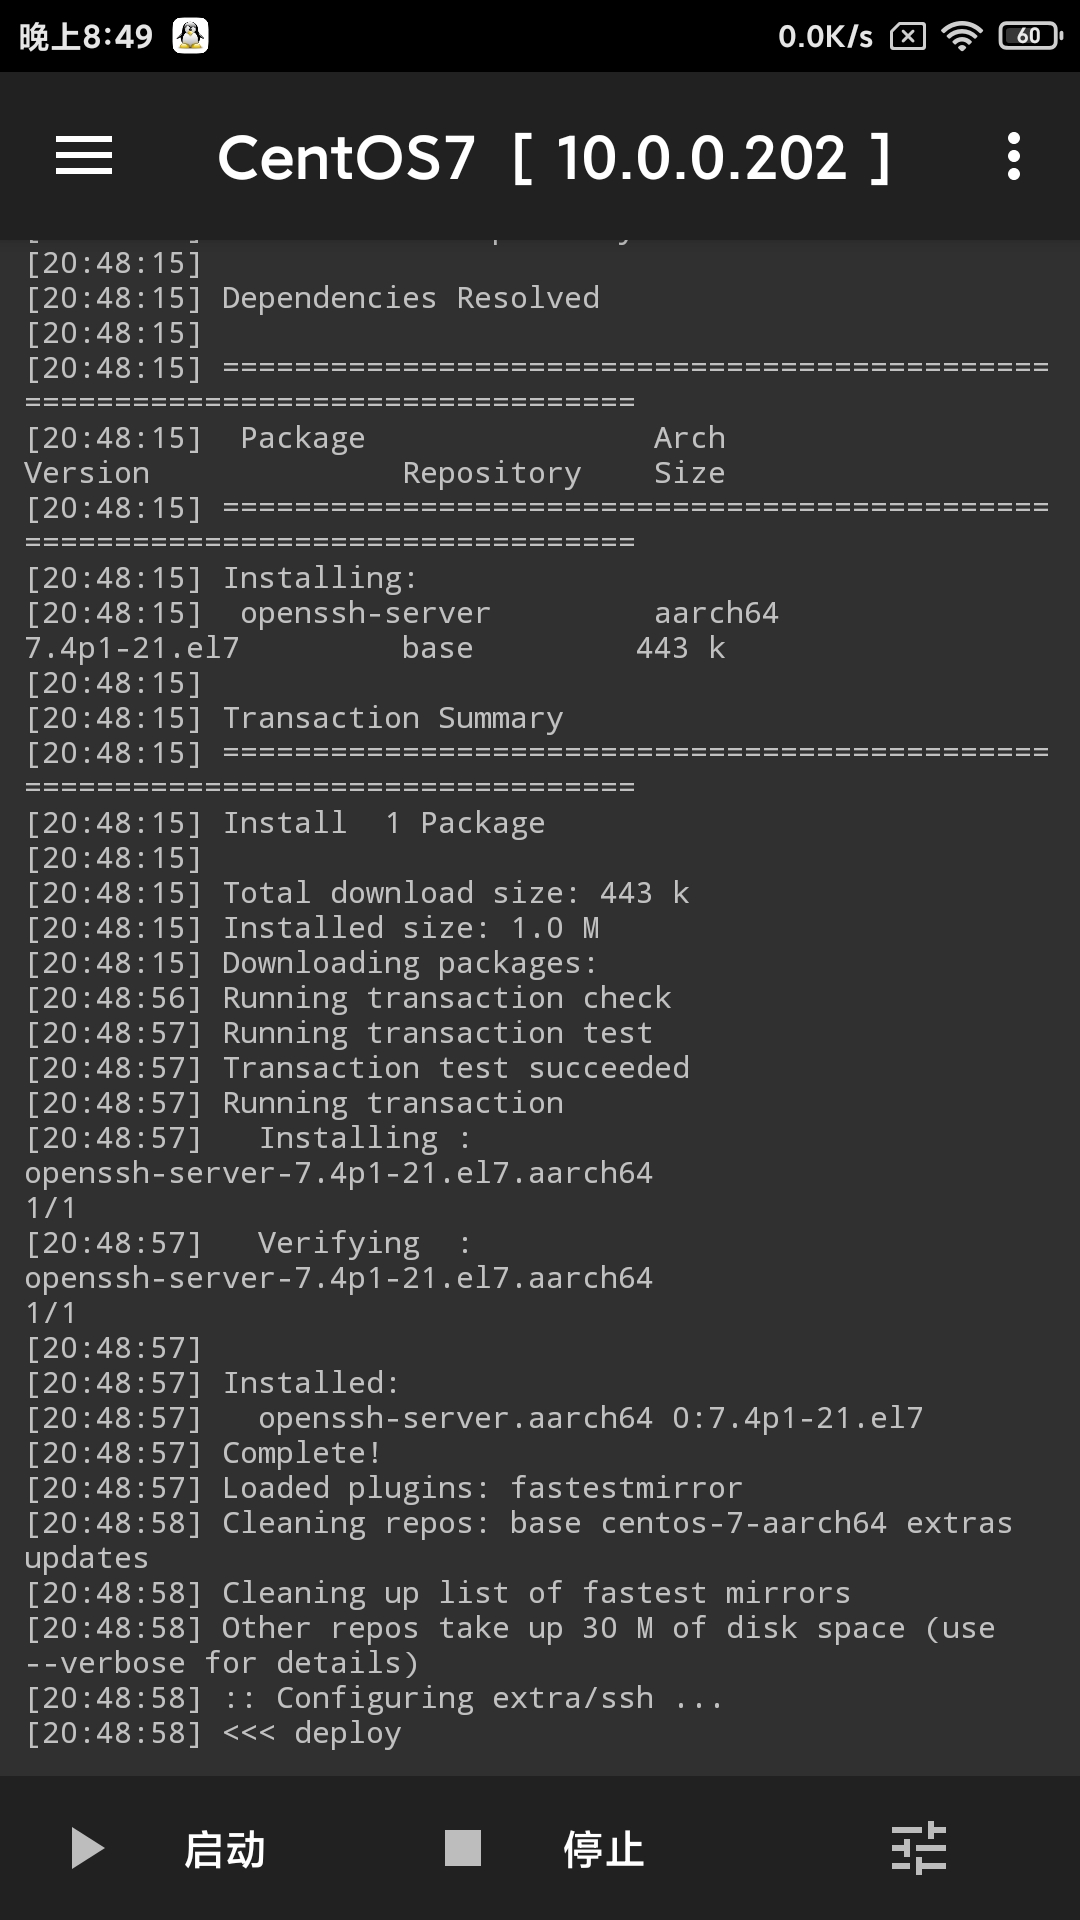 晚上8:49
0.0K/s
60
CentOS7 [ 10.0.0.202 ]
[20:48:15]
[20:48:15] Dependencies Resolved
[20:48:15]
[20:48:15] ==============================================
==================================
[20:48:15]  Package                Arch
Version              Repository    Size
[20:48:15] ==============================================
==================================
[20:48:15] Installing:
[20:48:15]  openssh-server         aarch64
7.4p1-21.el7         base         443 k
[20:48:15]
[20:48:15] Transaction Summary
[20:48:15] ==============================================
==================================
[20:48:15] Install  1 Package
[20:48:15]
[20:48:15] Total download size: 443 k
[20:48:15] Installed size: 1.0 M
[20:48:15] Downloading packages:
[20:48:56] Running transaction check
[20:48:57] Running transaction test
[20:48:57] Transaction test succeeded
[20:48:57] Running transaction
[20:48:57]   Installing :
openssh-server-7.4p1-21.el7.aarch64
1/1
[20:48:57]   Verifying  :
openssh-server-7.4p1-21.el7.aarch64
1/1
[20:48:57]
[20:48:57] Installed:
[20:48:57]   openssh-server.aarch64 0:7.4p1-21.el7
[20:48:57] Complete!
[20:48:57] Loaded plugins: fastestmirror
[20:48:58] Cleaning repos: base centos-7-aarch64 extras
updates
[20:48:58] Cleaning up list of fastest mirrors
[20:48:58] Other repos take up 30 M of disk space (use
--verbose for details)
[20:48:58] :: Configuring extra/ssh ...
[20:48:58] <<< deploy
启动
停止